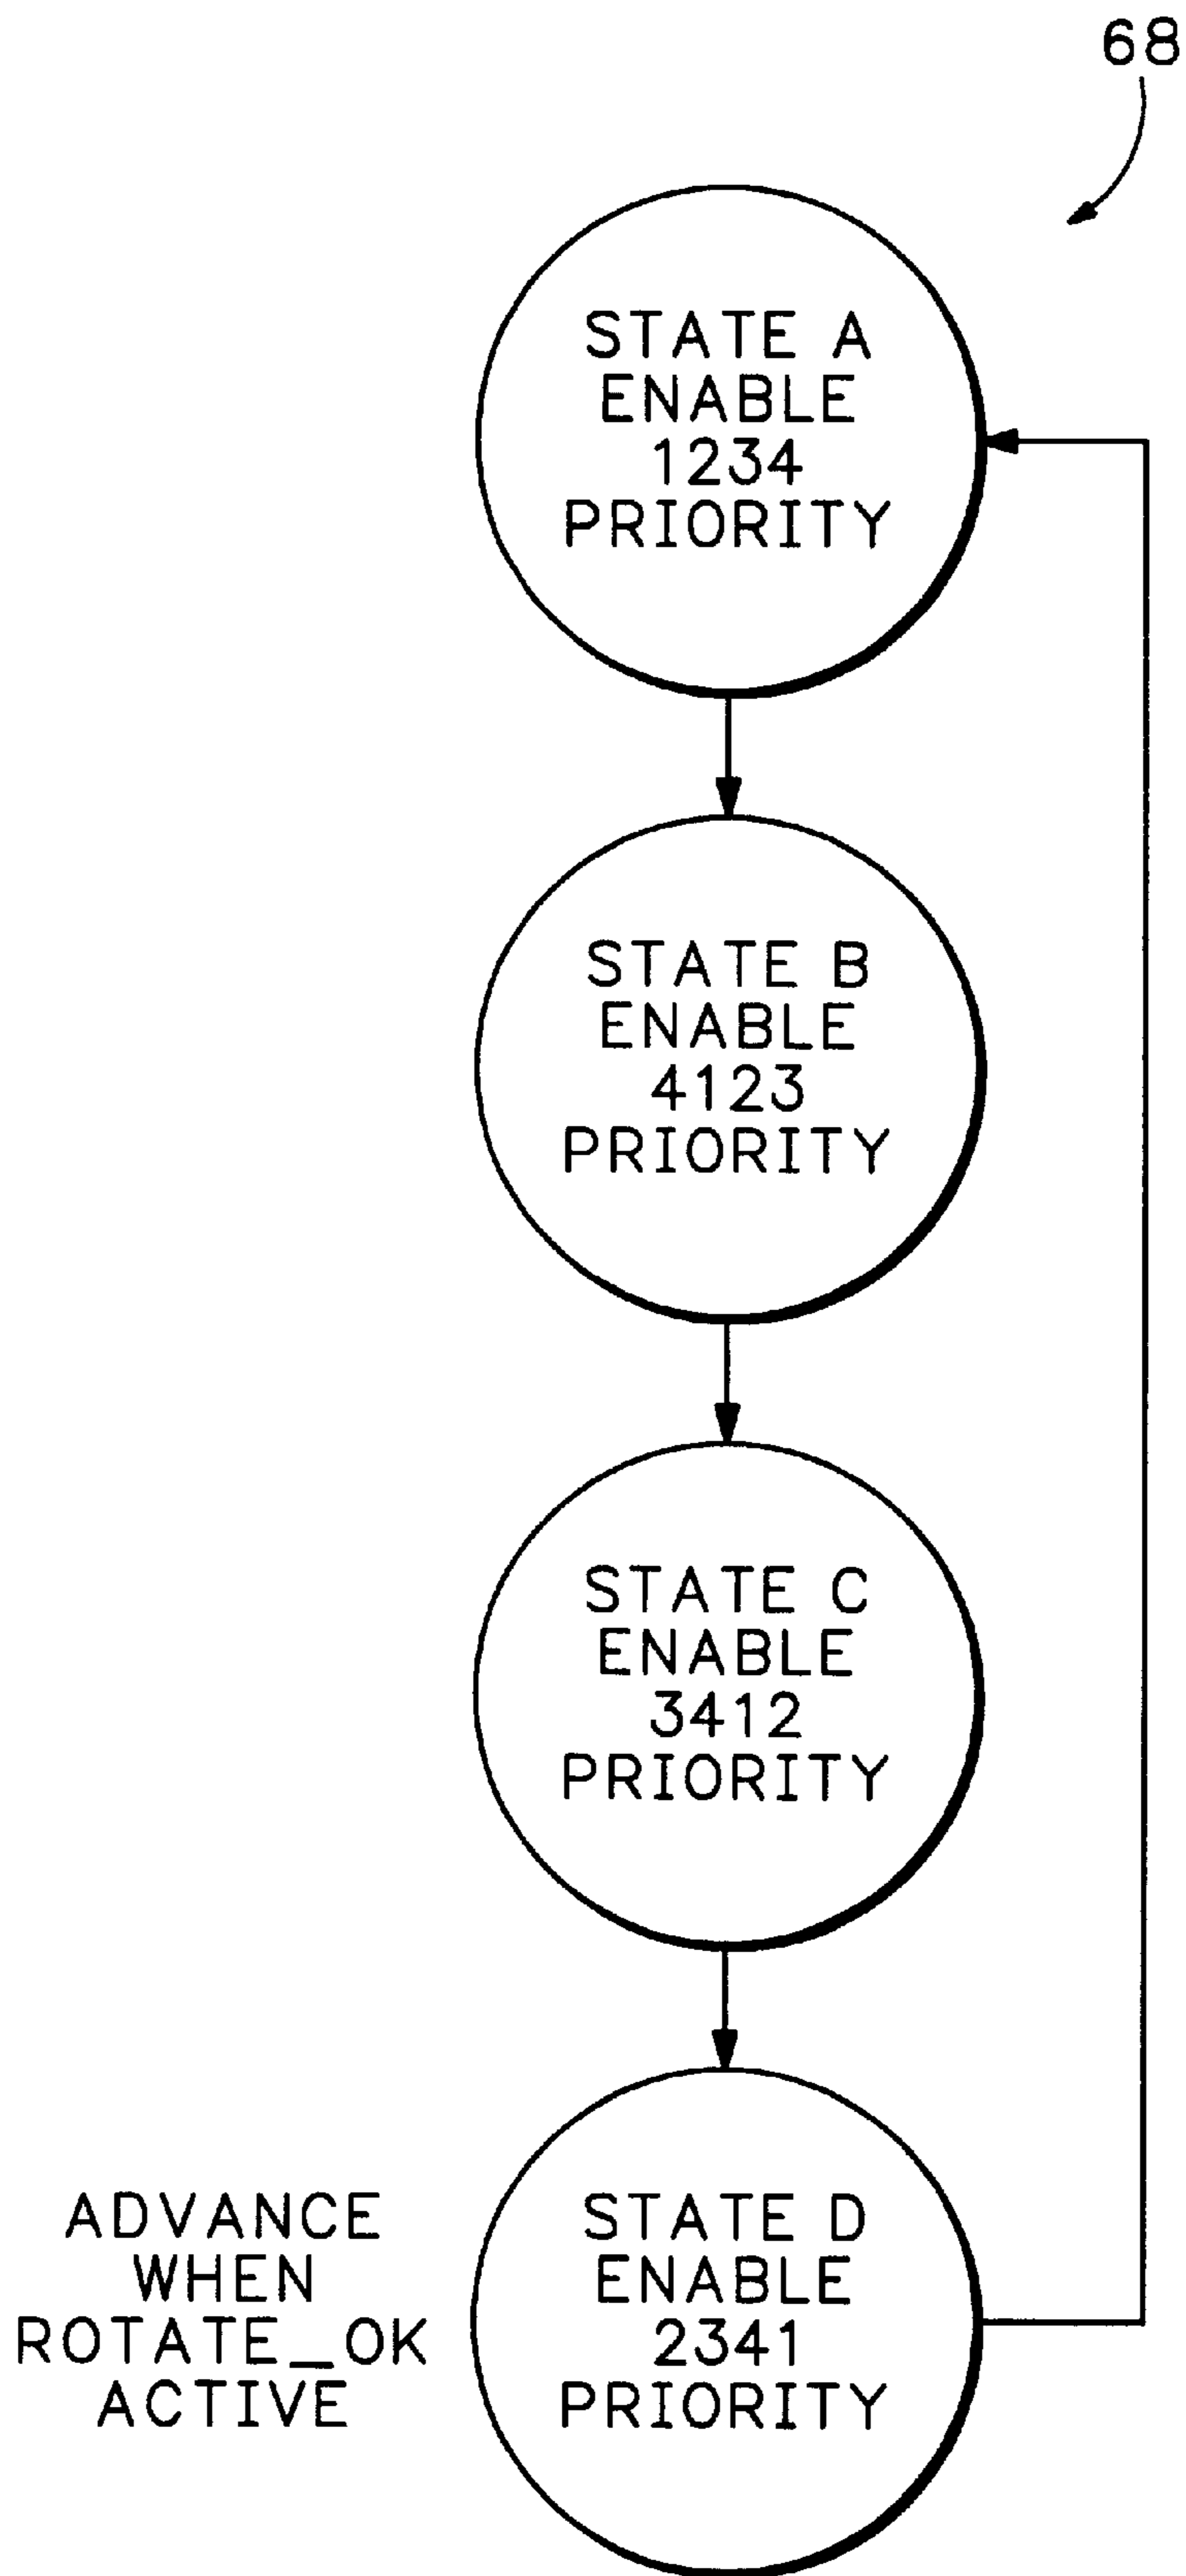 68
STATE A
ENABLE
1234
PRIORITY
STATE B
ENABLE
4123
PRIORITY
STATE C
ENABLE
3412
PRIORITY
ADVANCE
WHEN
ROTATE_OK
ACTIVE
STATE D
ENABLE
2341
PRIORITY